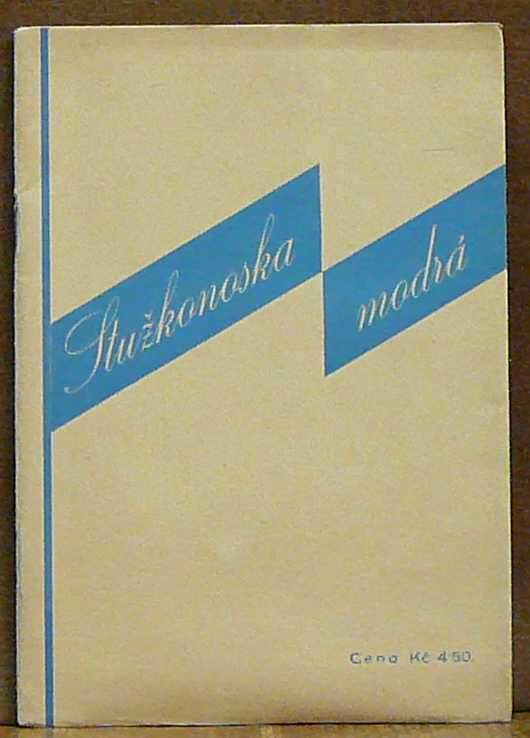 Stužkonoska
modrá
Cena Kč 4·50.